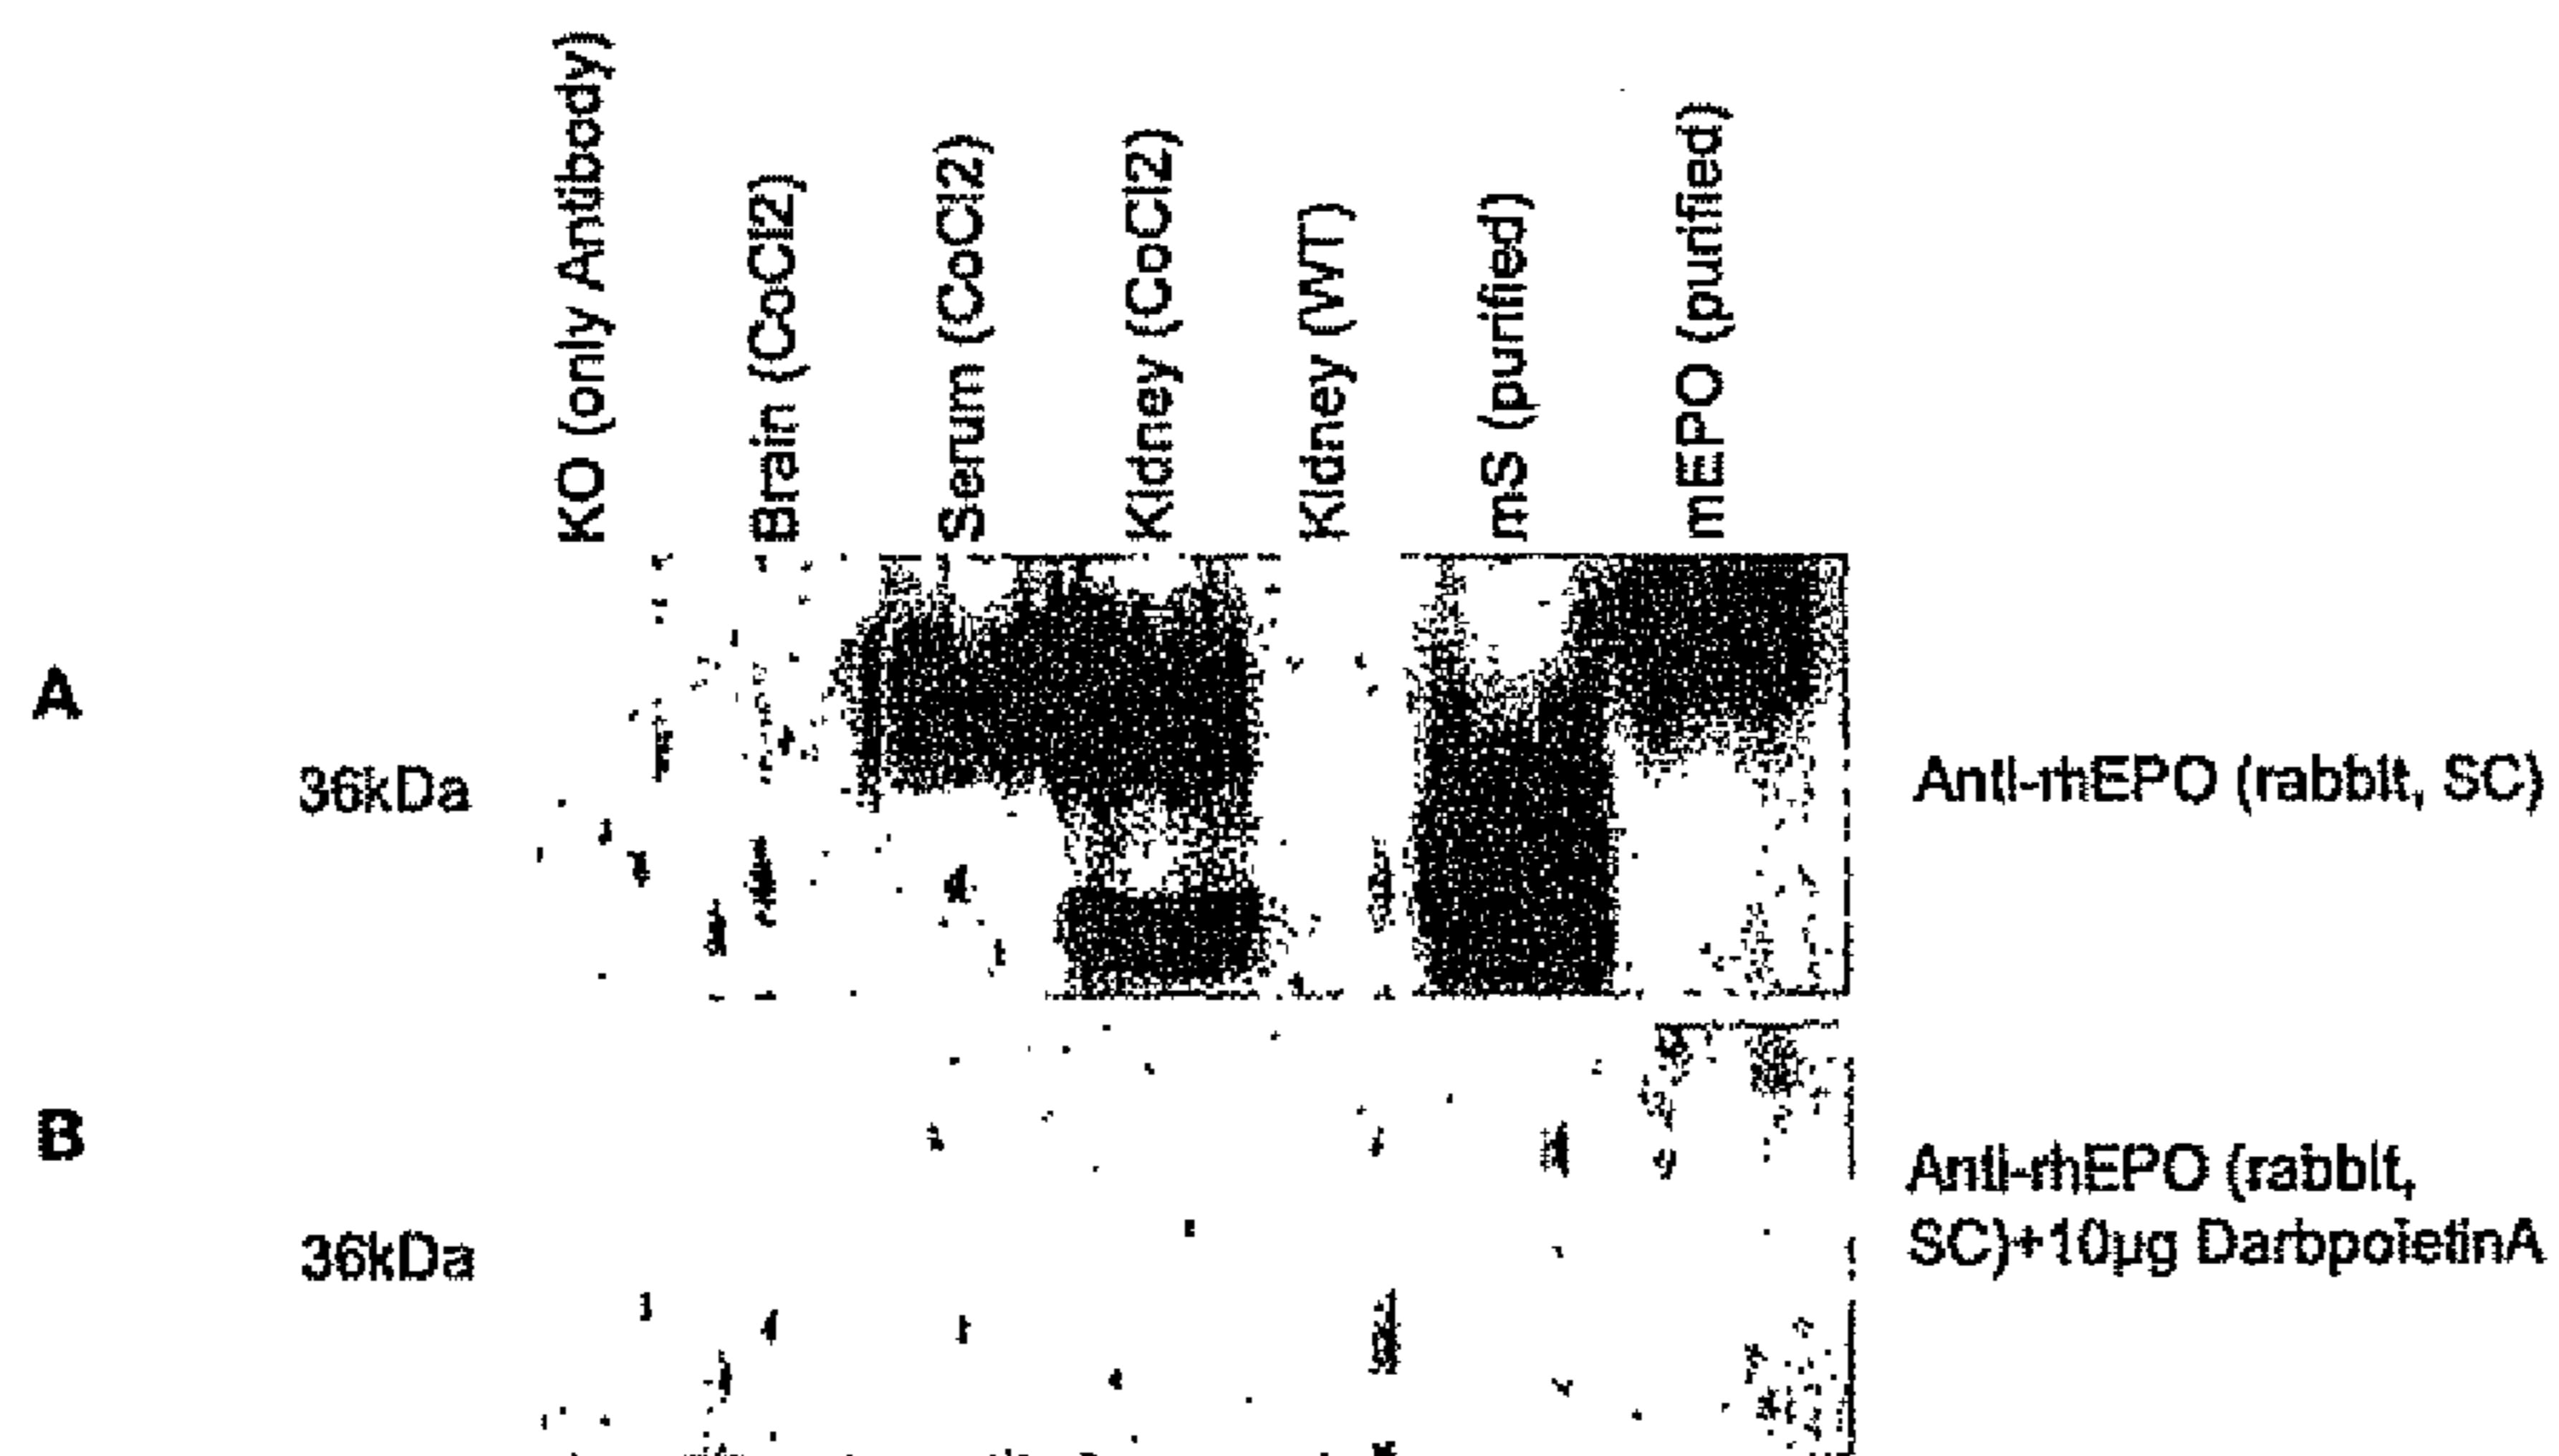 KO (only Antibody)
Brain (CoCl2)
Serum (CoCl2)
Kidney (CoCl2)
Kidney (WT)
mS (purified)
mEPO (purified)
A
36kDa
Anti-rhEPO (rabbit, SC)
B
36kDa
Anti-rhEPO (rabbit,
SC)+10µg DarbpoietinA